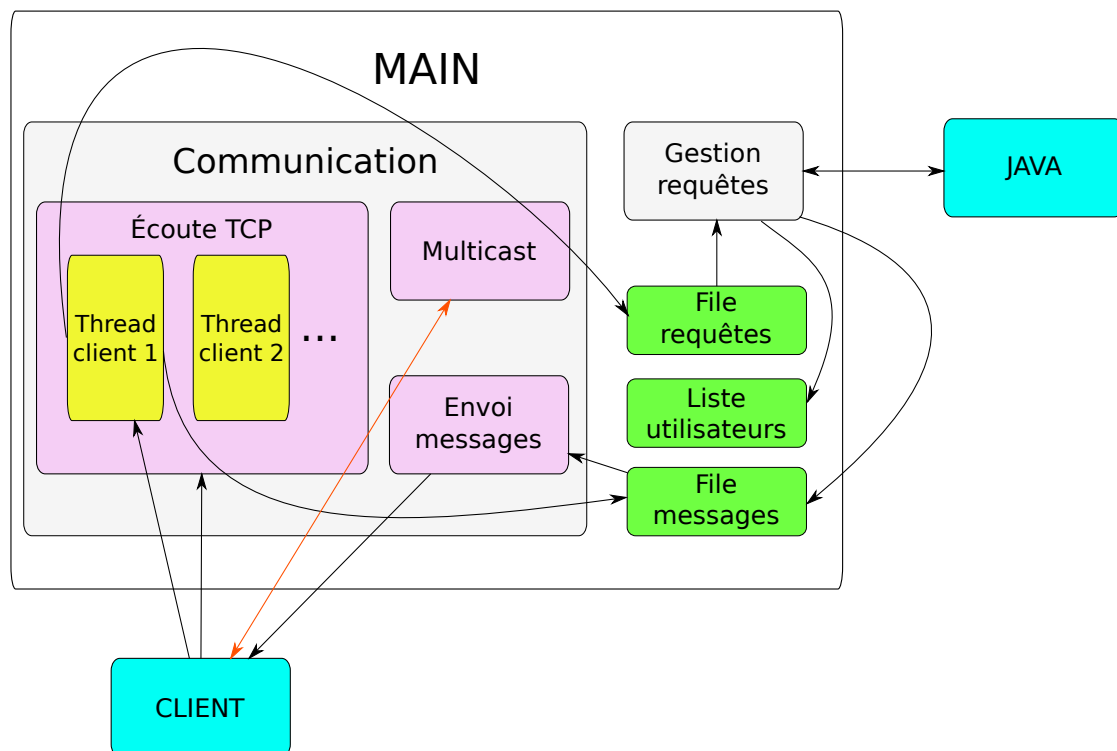 MAIN
Communication
Écoute TCP
Thread
client 1
Thread
client 2
...
Multicast
Envoi
messages
Gestion
requêtes
File
requêtes
Liste
utilisateurs
File
messages
JAVA
CLIENT